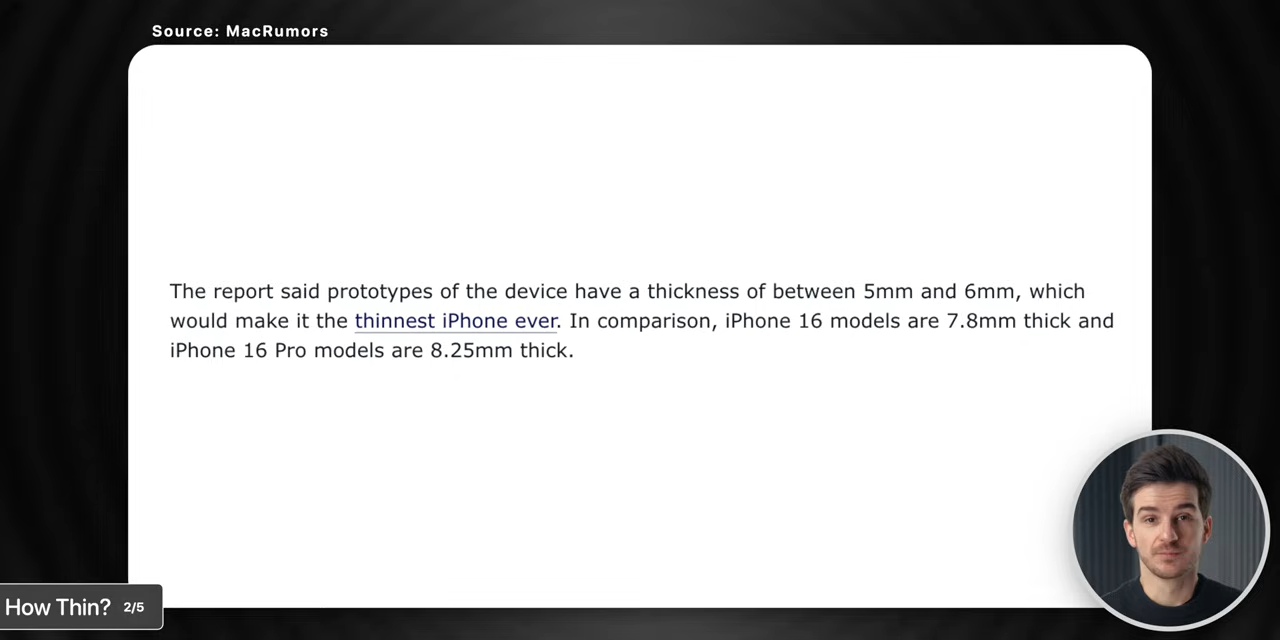 Source: MacRumors
The report said prototypes of the device have a thickness of between 5mm and 6mm, which
would make it the thinnest iPhone ever. In comparison, iPhone 16 models are 7.8mm thick and
iPhone 16 Pro models are 8.25mm thick.
How Thin? 2/5